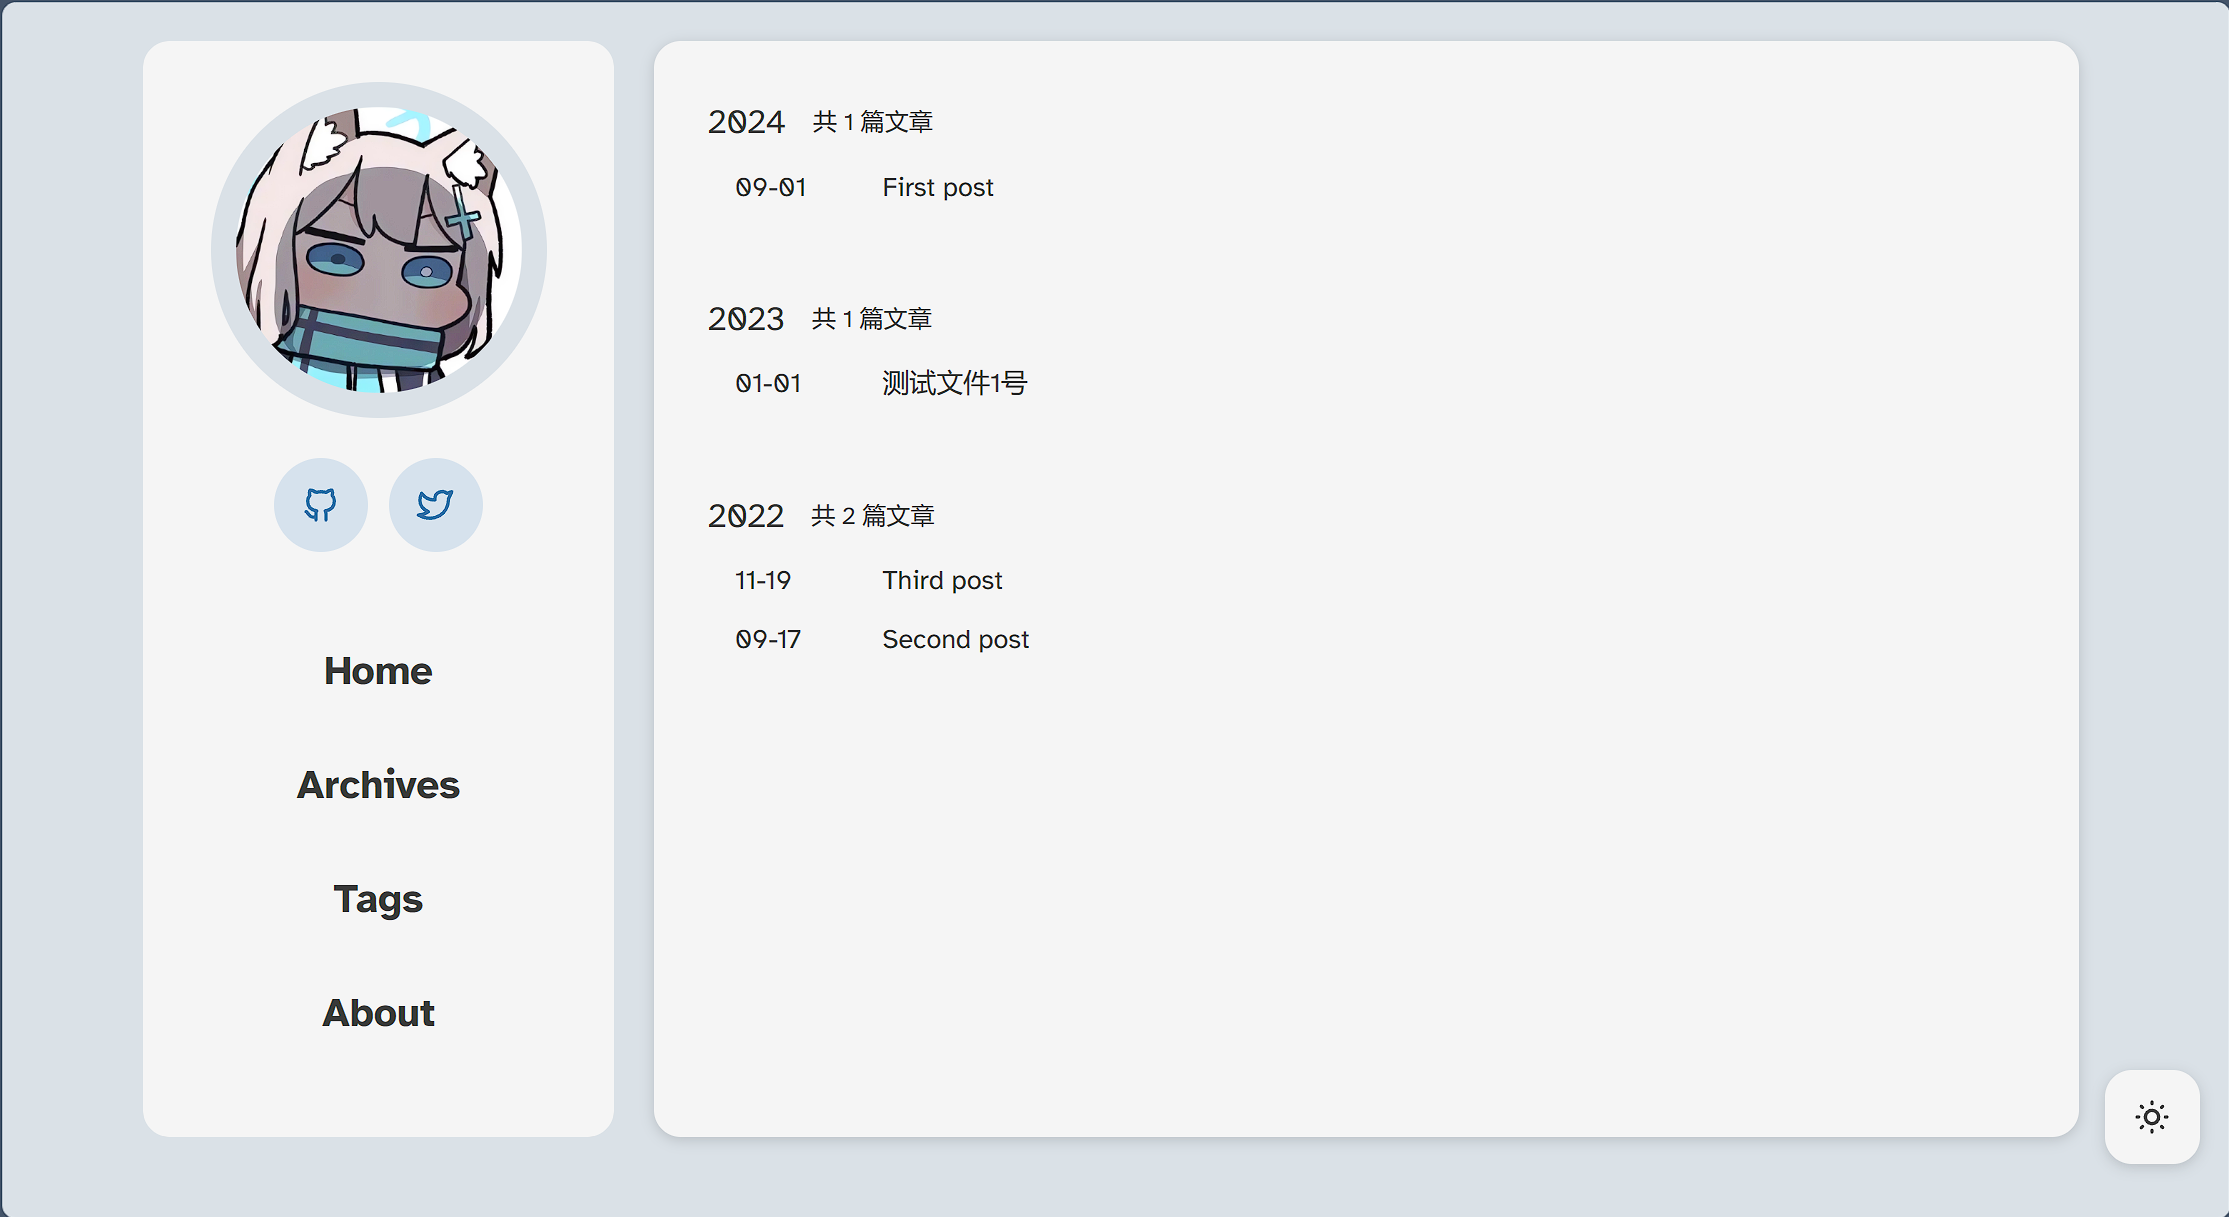 Home
Archives
Tags
About
2024 共 1 篇文章
09-01 First post
2023 共 1 篇文章
01-01 测试文件1号
2022 共 2 篇文章
11-19 Third post
09-17 Second post